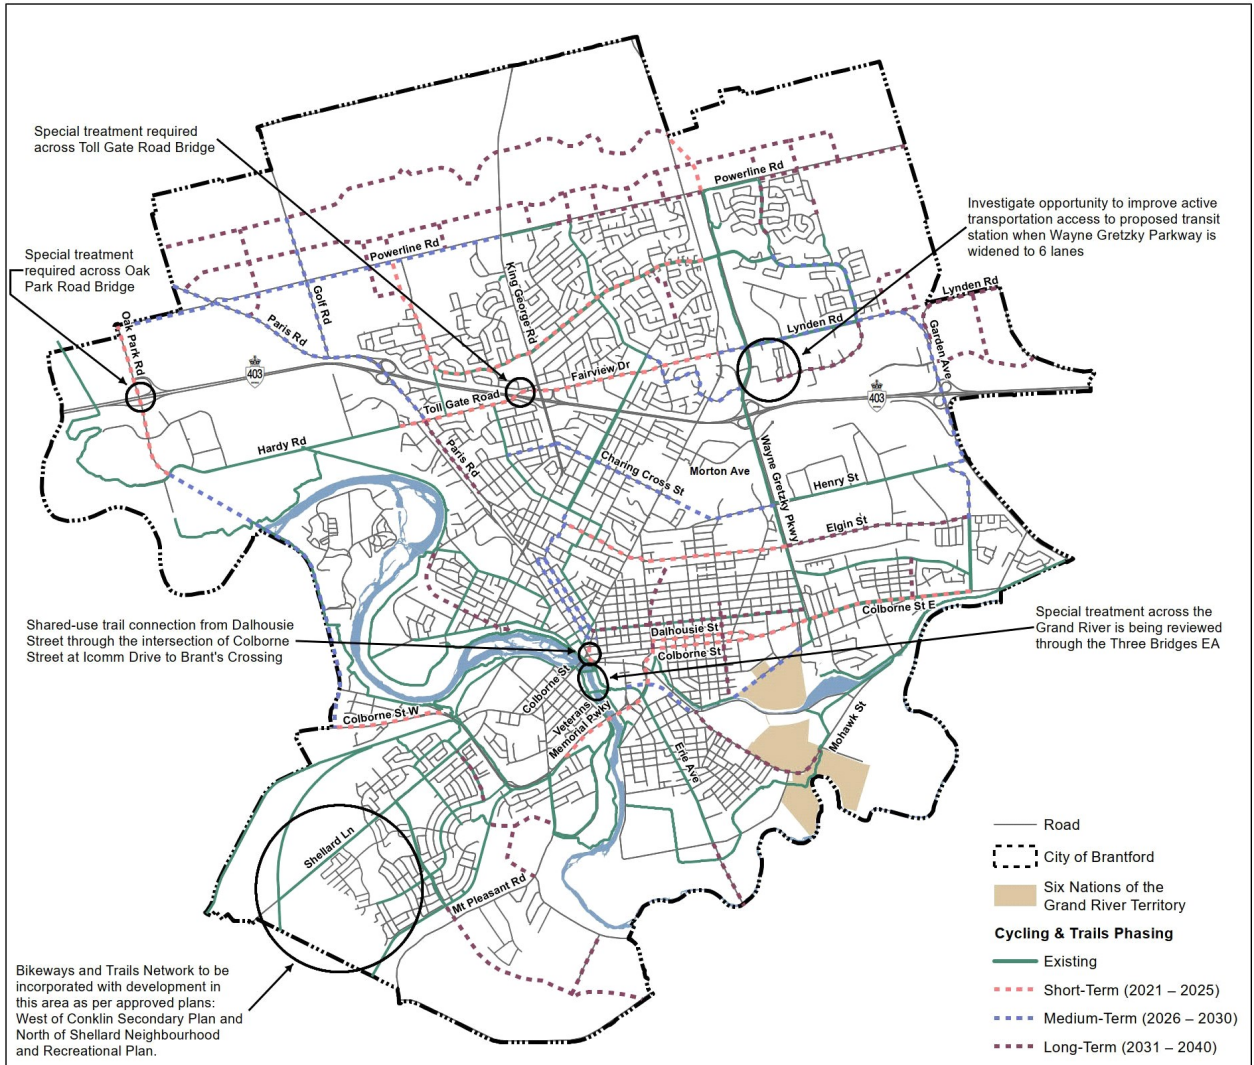 Special treatment required
across Toll Gate Road Bridge
Powerline Rd
Investigate opportunity to improve active
transportation access to proposed transit
station when Wayne Gretzky Parkway is
widened to 6 lanes
Special treatment
required across Oak
Park Road Bridge
Powerline Rd
King George Rd
Golf Rd
Oak Park Rd
Paris Rd
Lynden Rd
Lynden Rd
Garden Ave
403
Fairview Dr
403
Toll Gate Road
Hardy Rd
Paris Rd
Charing Cross St
Morton Ave
Wayne Gretzky Pkwy
Henry St
Elgin St
Shared-use trail connection from Dalhousie
Street through the intersection of Colborne
Street at Icomm Drive to Brant's Crossing
Colborne St E
Special treatment across the
Grand River is being reviewed
through the Three Bridges EA
Dalhousie St
Colborne St
Colborne St
Colborne St W
Veterans
Memorial Pwky
Erie Ave
Mohawk St
Shellard Ln
Mt Pleasant Rd
Bikeways and Trails Network to be
incorporated with development in
this area as per approved plans:
West of Conklin Secondary Plan and
North of Shellard Neighbourhood
and Recreational Plan.
Road
City of Brantford
Six Nations of the
Grand River Territory
Cycling & Trails Phasing
Existing
Short-Term (2021 – 2025)
Medium-Term (2026 – 2030)
Long-Term (2031 – 2040)